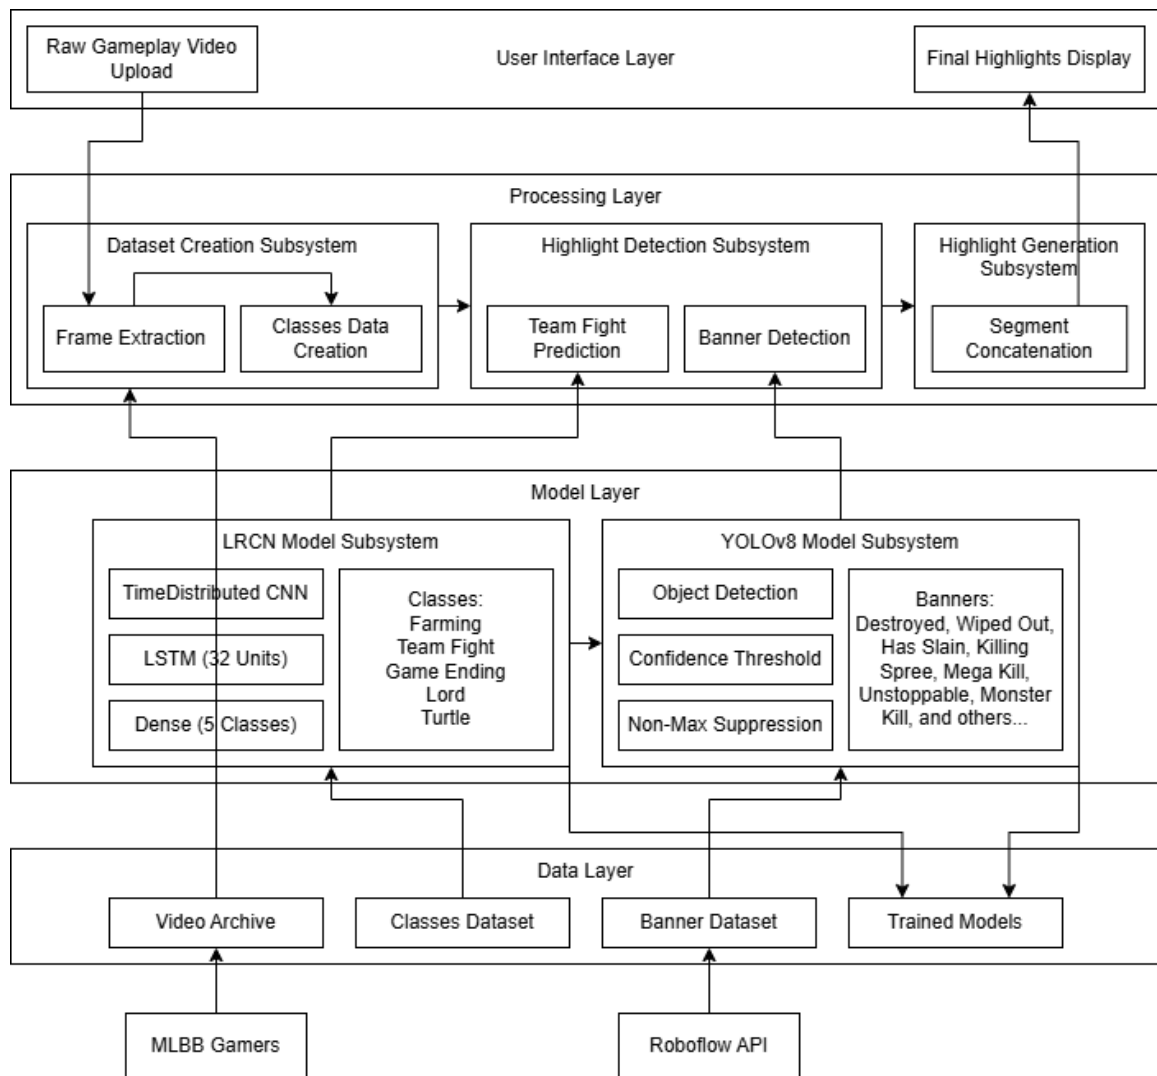 Raw Gameplay Video
Upload
User Interface Layer
Final Highlights Display
Processing Layer
Dataset Creation Subsystem
Frame Extraction
Classes Data
Creation
Highlight Detection Subsystem
Team Fight
Prediction
Banner Detection
Highlight Generation
Subsystem
Segment
Concatenation
Model Layer
LRCN Model Subsystem
TimeDistributed CNN
LSTM (32 Units)
Dense (5 Classes)
Classes:
Farming
Team Fight
Game Ending
Lord
Turtle
YOLOv8 Model Subsystem
Object Detection
Confidence Threshold
Non-Max Suppression
Banners:
Destroyed, Wiped Out,
Has Slain, Killing
Spree, Mega Kill,
Unstoppable, Monster
Kill, and others...
Data Layer
Video Archive
Classes Dataset
Banner Dataset
Trained Models
MLBB Gamers
Roboflow API